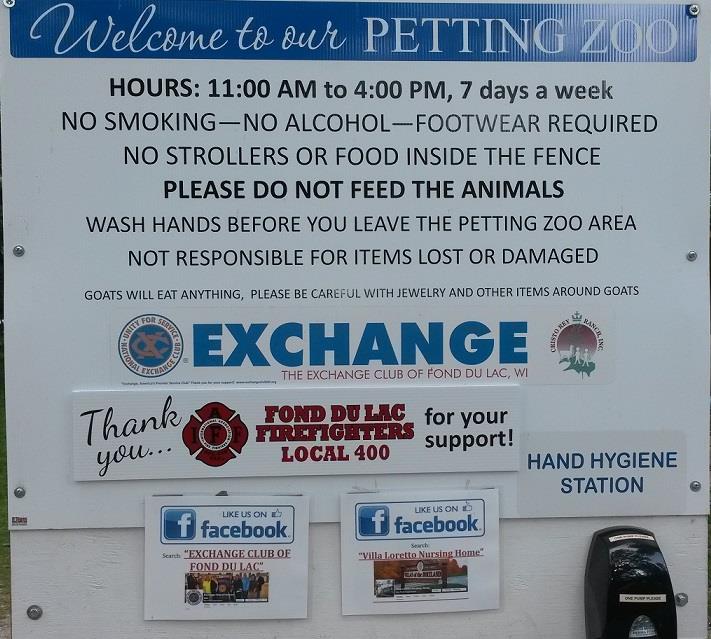 Welcome to our PETTING ZOO
HOURS: 11:00 AM to 4:00 PM, 7 days a week
NO SMOKING—NO ALCOHOL—FOOTWEAR REQUIRED
NO STROLLERS OR FOOD INSIDE THE FENCE
PLEASE DO NOT FEED THE ANIMALS
WASH HANDS BEFORE YOU LEAVE THE PETTING ZOO AREA
NOT RESPONSIBLE FOR ITEMS LOST OR DAMAGED
GOATS WILL EAT ANYTHING, PLEASE BE CAREFUL WITH JEWELRY AND OTHER ITEMS AROUND GOATS
UNITY FOR SERVICE
NATIONAL EXCHANGE CLUB
EXCHANGE
THE EXCHANGE CLUB OF FOND DU LAC, WI
CRISTO REY RANCH, INC.
Thank you...
FOND DU LAC
FIREFIGHTERS
LOCAL 400
for your
support!
HAND HYGIENE
STATION
LIKE US ON
facebook
Search: "EXCHANGE CLUB OF
FOND DU LAC"
LIKE US ON
facebook
Search:
"Villa Loretto Nursing Home"
ONE PUMP PLEASE